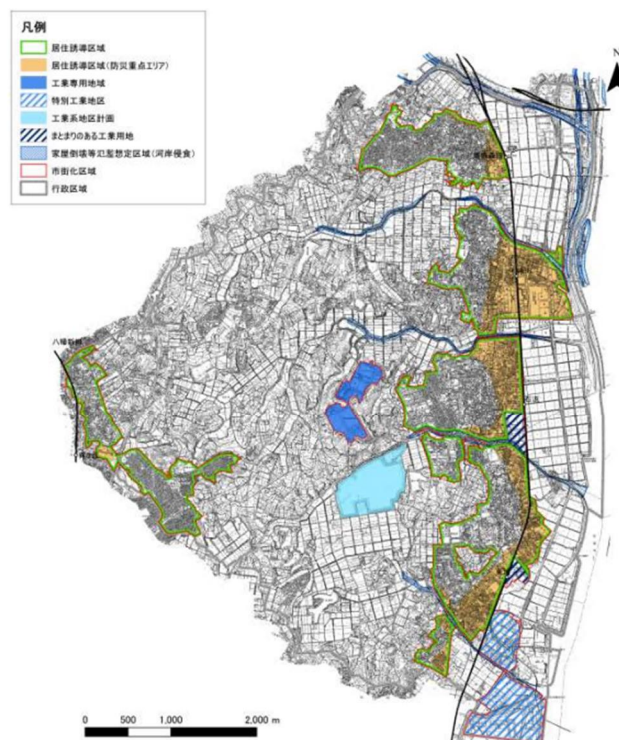 凡例
居住誘導区域
居住誘導区域(防災重点エリア)
工業専用地域
特別工業地区
工業系地区計画
まとまりのある工業用地
家屋倒壊等氾濫想定区域(河岸侵食)
市街化区域
行政区域
N
0 500 1,000 2,000 m